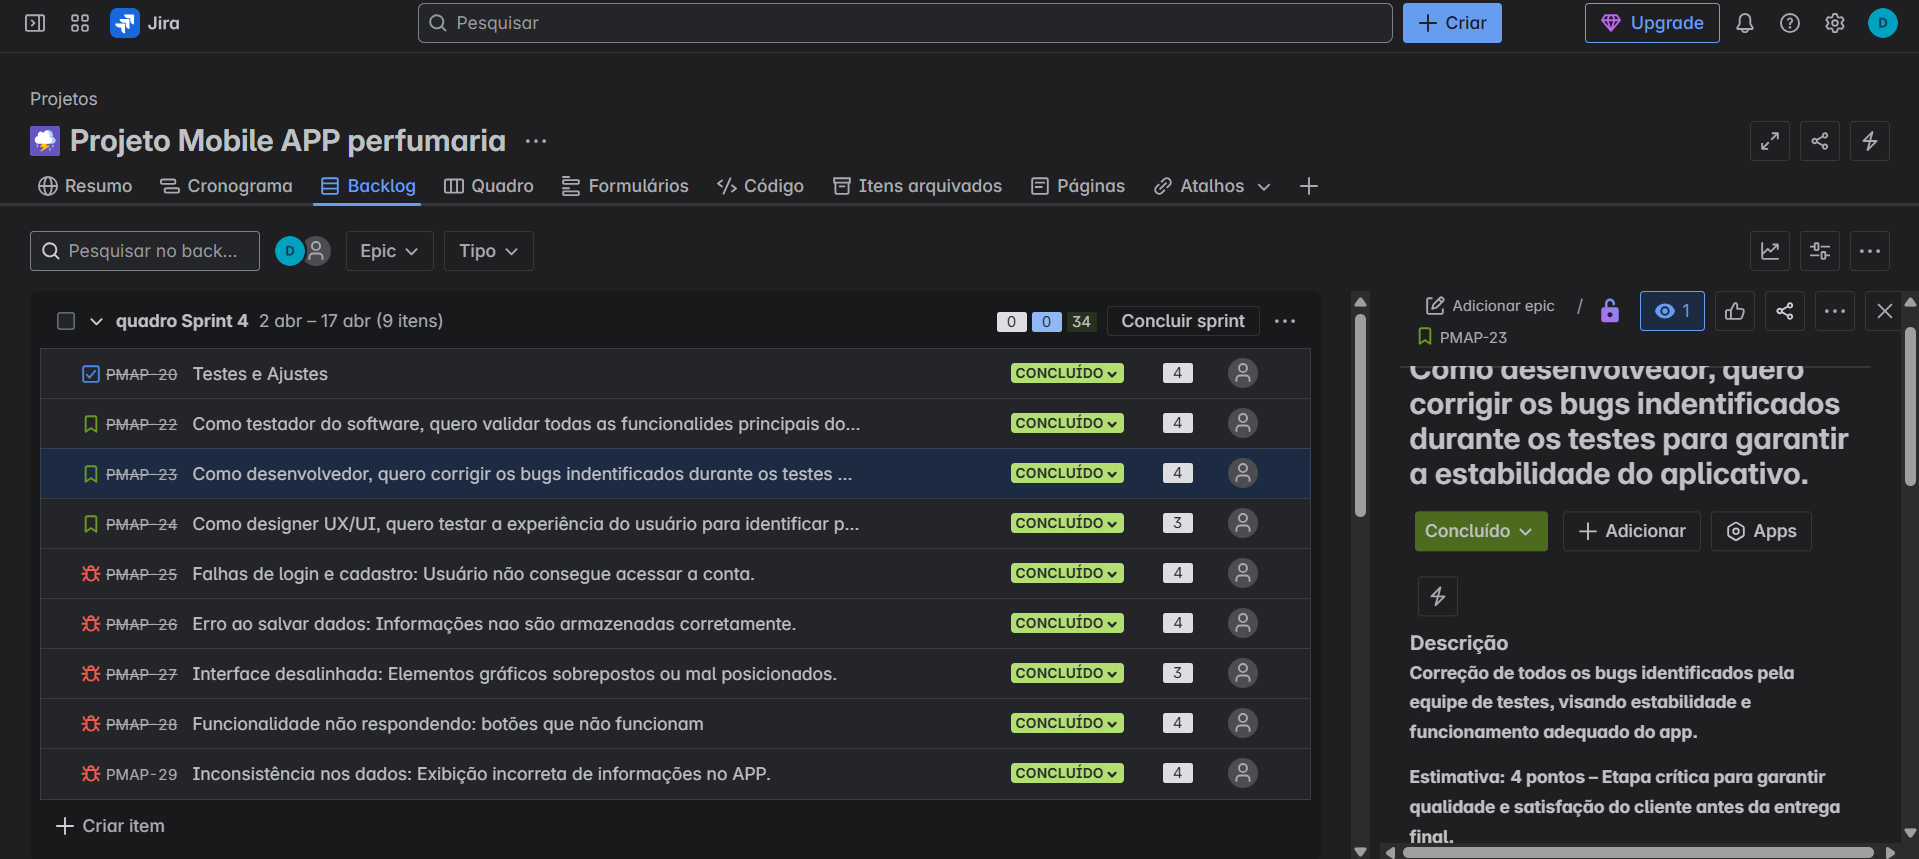 Jira
Pesquisar
Criar
Upgrade
D
Projetos
Projeto Mobile APP perfumaria
Resumo
Cronograma
Backlog
Quadro
Formulários
Código
Itens arquivados
Páginas
Atalhos
Pesquisar no back...
D
Epic
Tipo
quadro Sprint 4 2 abr – 17 abr (9 itens)
0 0 34
Concluir sprint
PMAP-20 Testes e Ajustes CONCLUÍDO 4
PMAP-22 Como testador do software, quero validar todas as funcionalides principais do... CONCLUÍDO 4
PMAP-23 Como desenvolvedor, quero corrigir os bugs indentificados durante os testes ... CONCLUÍDO 4
PMAP-24 Como designer UX/UI, quero testar a experiência do usuário para identificar p... CONCLUÍDO 3
PMAP-25 Falhas de login e cadastro: Usuário não consegue acessar a conta. CONCLUÍDO 4
PMAP-26 Erro ao salvar dados: Informações nao são armazenadas corretamente. CONCLUÍDO 4
PMAP-27 Interface desalinhada: Elementos gráficos sobrepostos ou mal posicionados. CONCLUÍDO 3
PMAP-28 Funcionalidade não respondendo: botões que não funcionam CONCLUÍDO 4
PMAP-29 Inconsistência nos dados: Exibição incorreta de informações no APP. CONCLUÍDO 4
Criar item
Adicionar epic /
1
PMAP-23
Como desenvolvedor, quero
corrigir os bugs indentificados
durante os testes para garantir
a estabilidade do aplicativo.
Concluído
Adicionar
Apps
Descrição
Correção de todos os bugs identificados pela
equipe de testes, visando estabilidade e
funcionamento adequado do app.
Estimativa: 4 pontos – Etapa crítica para garantir
qualidade e satisfação do cliente antes da entrega
final.